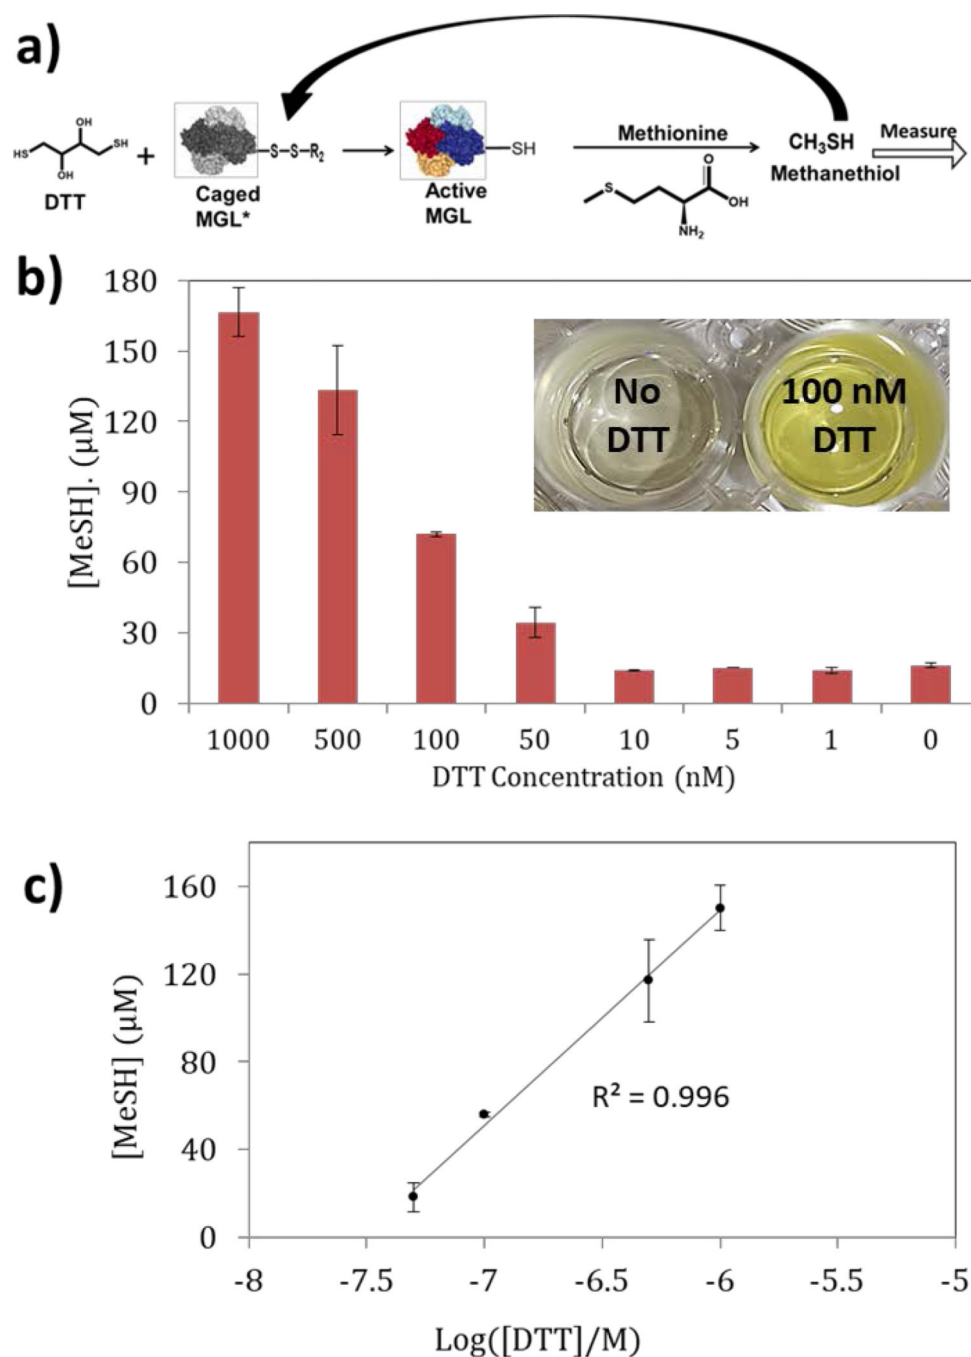 a)
HS
OH
OH
SH
DTT
+
S-S-R₂
Caged
MGL*
SH
Active
MGL
Methionine
S
O
OH
NH₂
CH₃SH
Methanethiol
Measure
b)
[MeSH]. (µM)
180
150
120
90
60
30
0
No
DTT
100 nM
DTT
1000 500 100 50 10 5 1 0
DTT Concentration (nM)
c)
[MeSH] (µM)
160
120
80
40
0
R² = 0.996
-8 -7.5 -7 -6.5 -6 -5.5 -5
Log([DTT]/M)